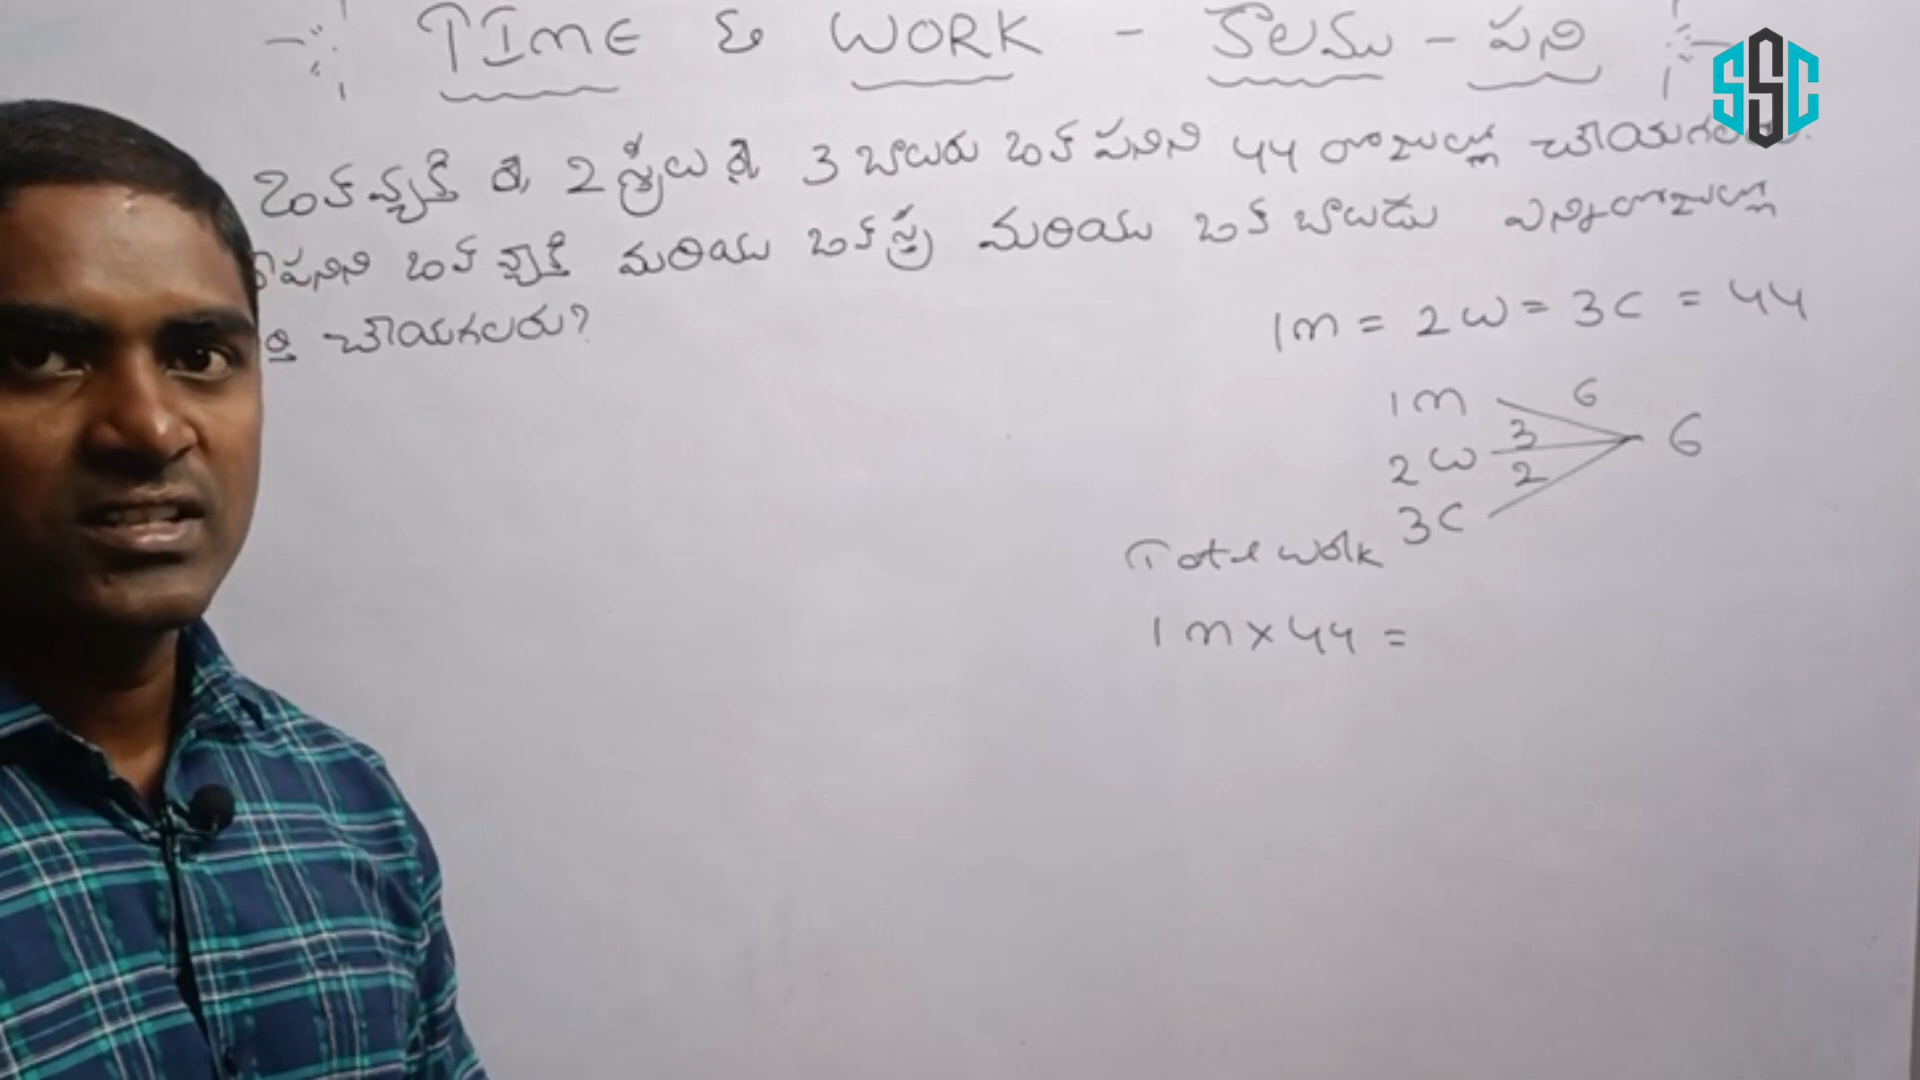 TIME & WORK - కాలము - పని
SSC
ఒక వ్యక్తి లే 2 స్త్రీలు లే 3 బాలురు ఒక పనిని 44 రోజుల్లో చేయగలరు.
పనిని ఒక వ్యక్తి మరియు ఒక స్త్రీ మరియు ఒక బాలుడు ఎన్నిరోజుల్లో
చేయగలరు?
1m = 2w = 3c = 44
1m 6
2w 3 6
3c 2
Total work
1m×44 =